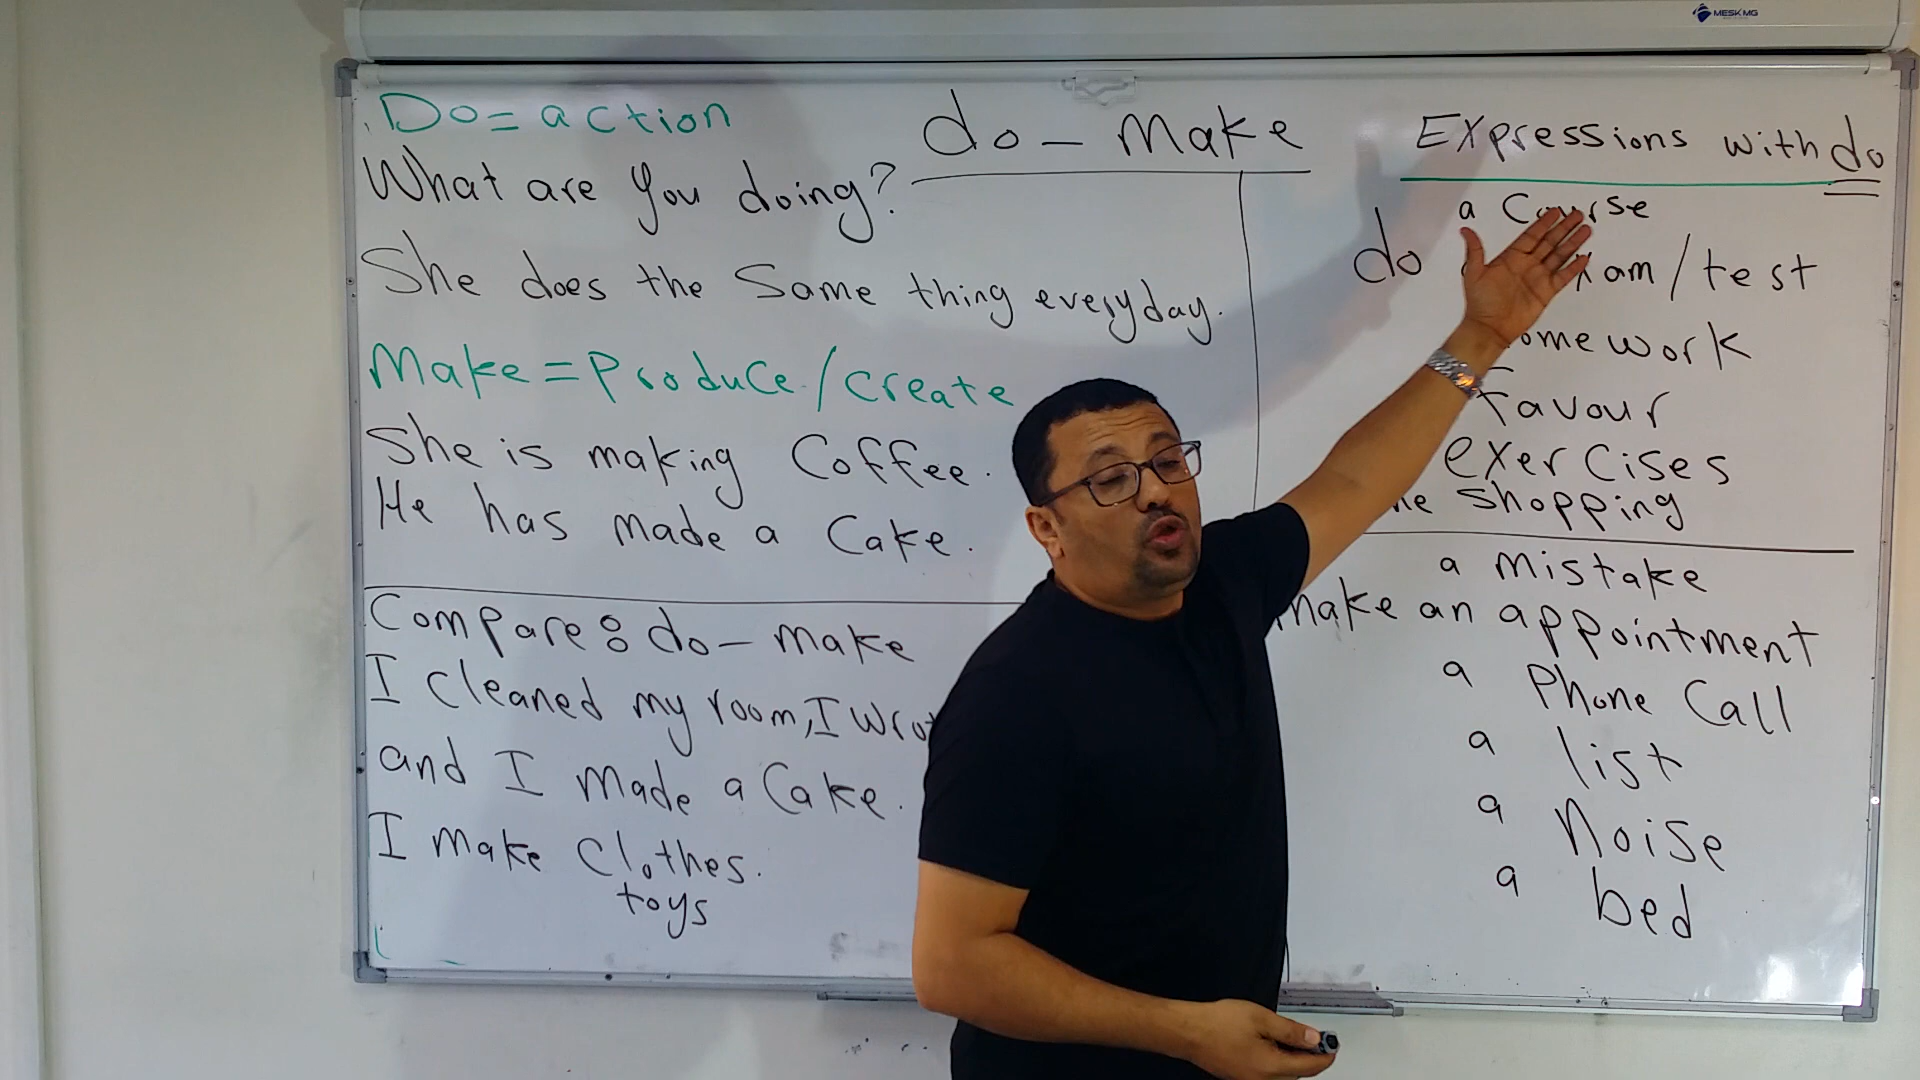 MESK MG
do - Make
Do = action
What are you doing?
She does the same thing everyday.
Make = Produce / create
She is making Coffee.
He has made a Cake.
Compare: do - make
I cleaned my room, I
and I made a Cake.
I make Clothes.
toys
Expressions with do
a Course
do
/ test
Favour
exercises
shopping
a mistake
make an appointment
a Phone Call
a list
a Noise
a bed